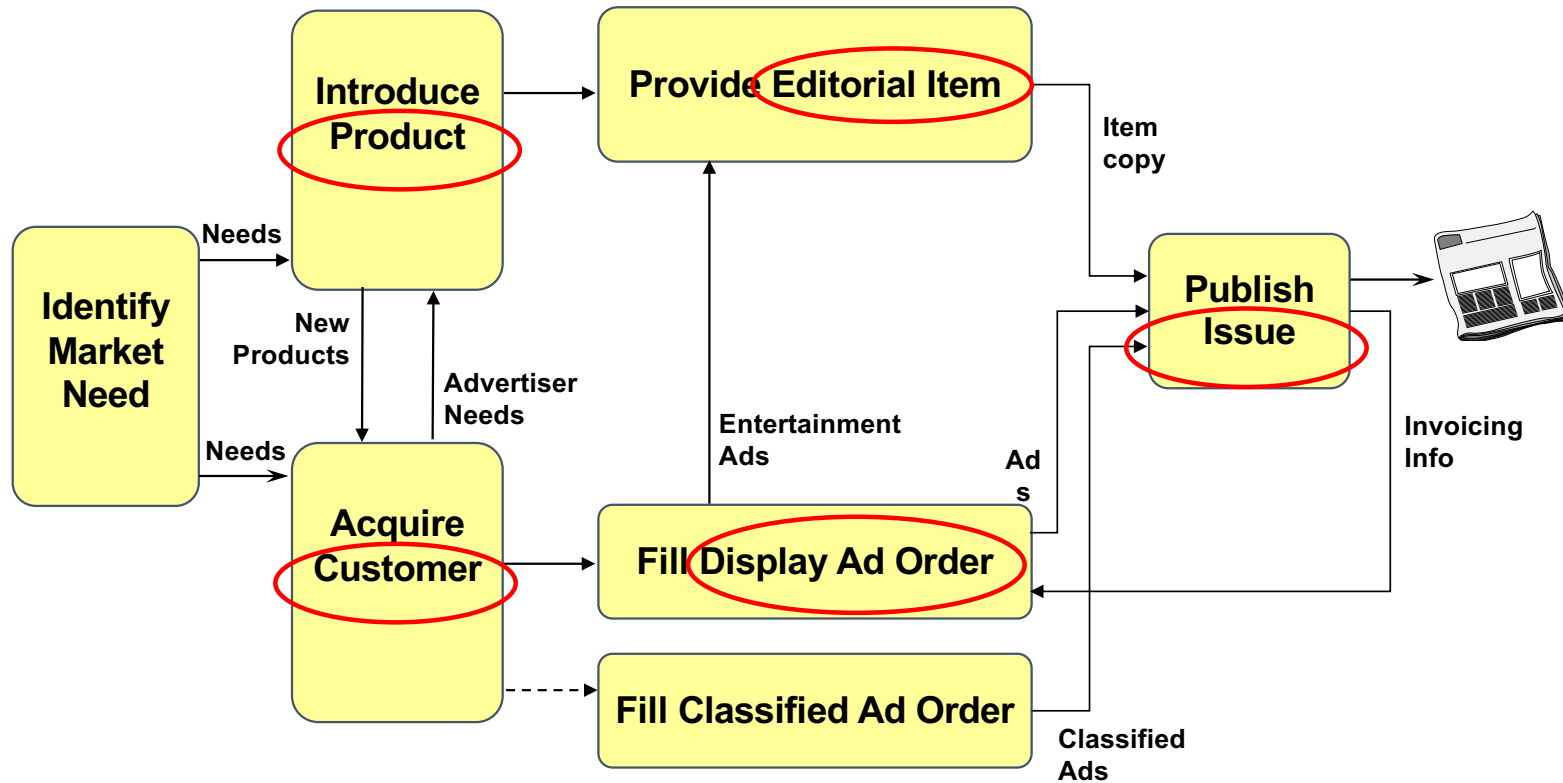 Introduce
Product
Provide Editorial Item
Item
copy
Needs
Identify
Market
Need
New
Products
Advertiser
Needs
Publish
Issue
Needs
Entertainment
Ads
Ad
s
Invoicing
Info
Acquire
Customer
Fill Display Ad Order
Fill Classified Ad Order
Classified
Ads